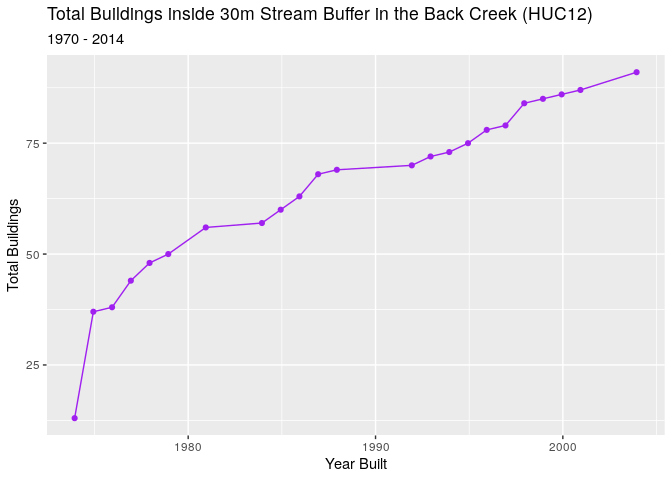 Total Buildings inside 30m Stream Buffer in the Back Creek (HUC12)
1970 - 2014
75
50
25
Total Buildings
1980 1990 2000
Year Built